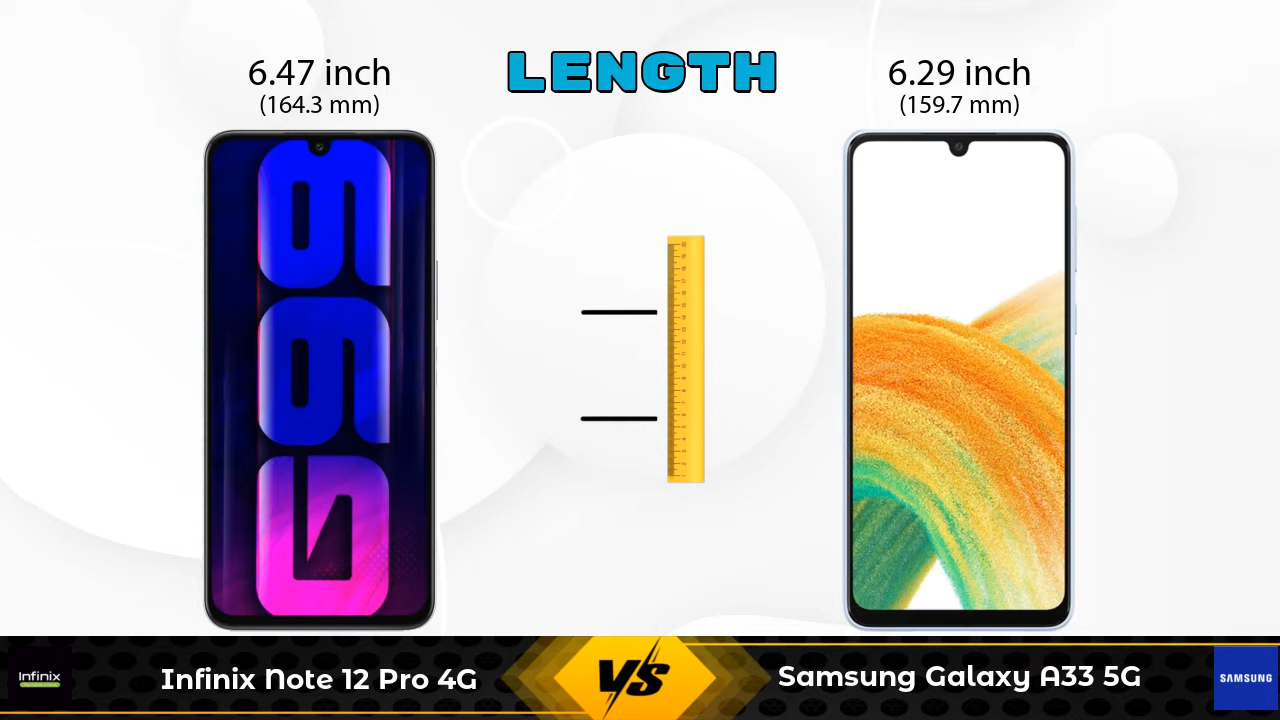 LENGTH
6.47 inch
(164.3 mm)
6.29 inch
(159.7 mm)
Infinix
Infinix Note 12 Pro 4G
VS
Samsung Galaxy A33 5G
SAMSUNG